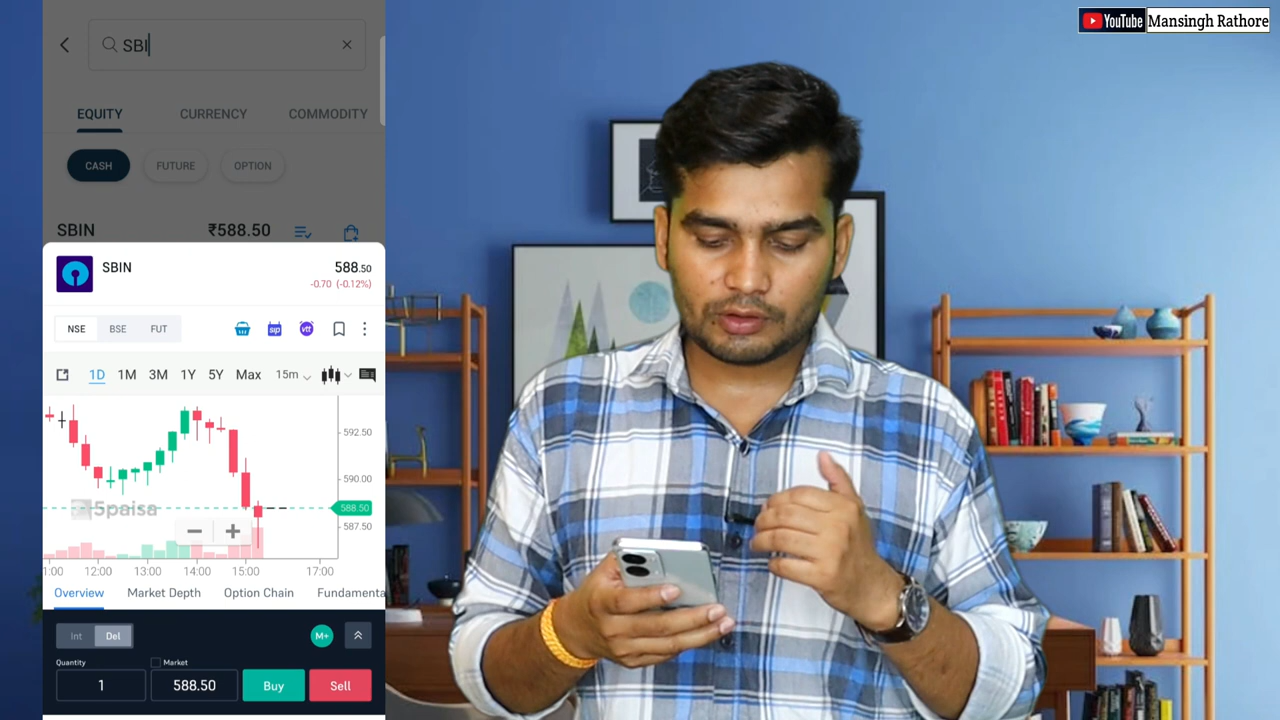 YouTube Mansingh Rathore
SBI
EQUITY CURRENCY COMMODITY
CASH FUTURE OPTION
SBIN ₹588.50
SBIN 588.50
-0.70 (-0.12%)
NSE BSE FUT sip vtt
1D 1M 3M 1Y 5Y Max 15m
592.50
590.00
5paisa 588.50
587.50
11:00 12:00 13:00 14:00 15:00 17:00
Overview Market Depth Option Chain Fundamenta
Int Del M+
Quantity Market
1 588.50 Buy Sell